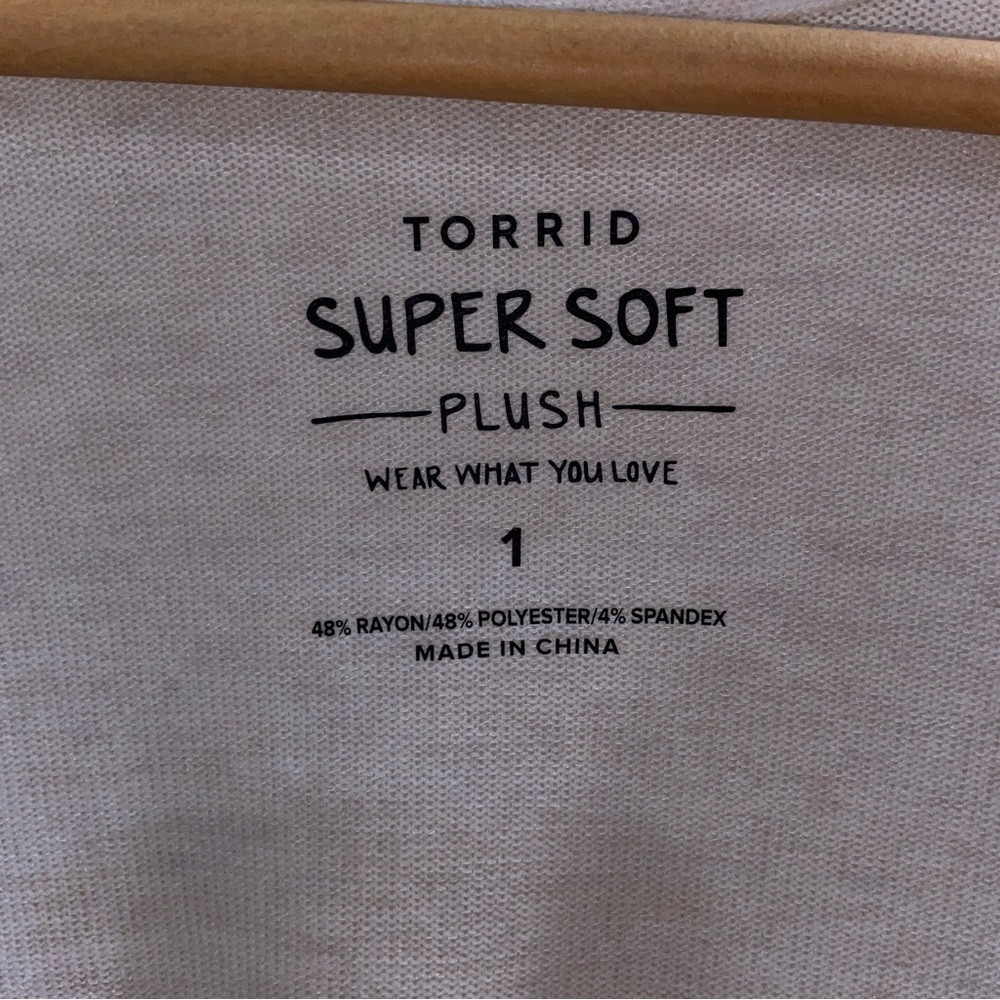 TORRID
SUPER SOFT
PLUSH
WEAR WHAT YOU LOVE
1
48% RAYON/48% POLYESTER/4% SPANDEX
MADE IN CHINA